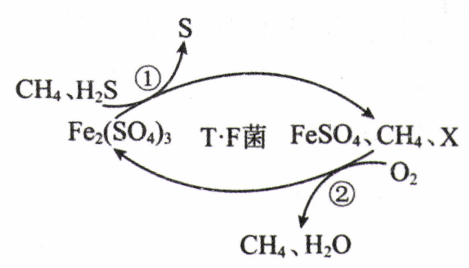 S
①
CH₄、H₂S
Fe₂(SO₄)₃ T·F菌 FeSO₄、CH₄、X
O₂
②
CH₄、H₂O